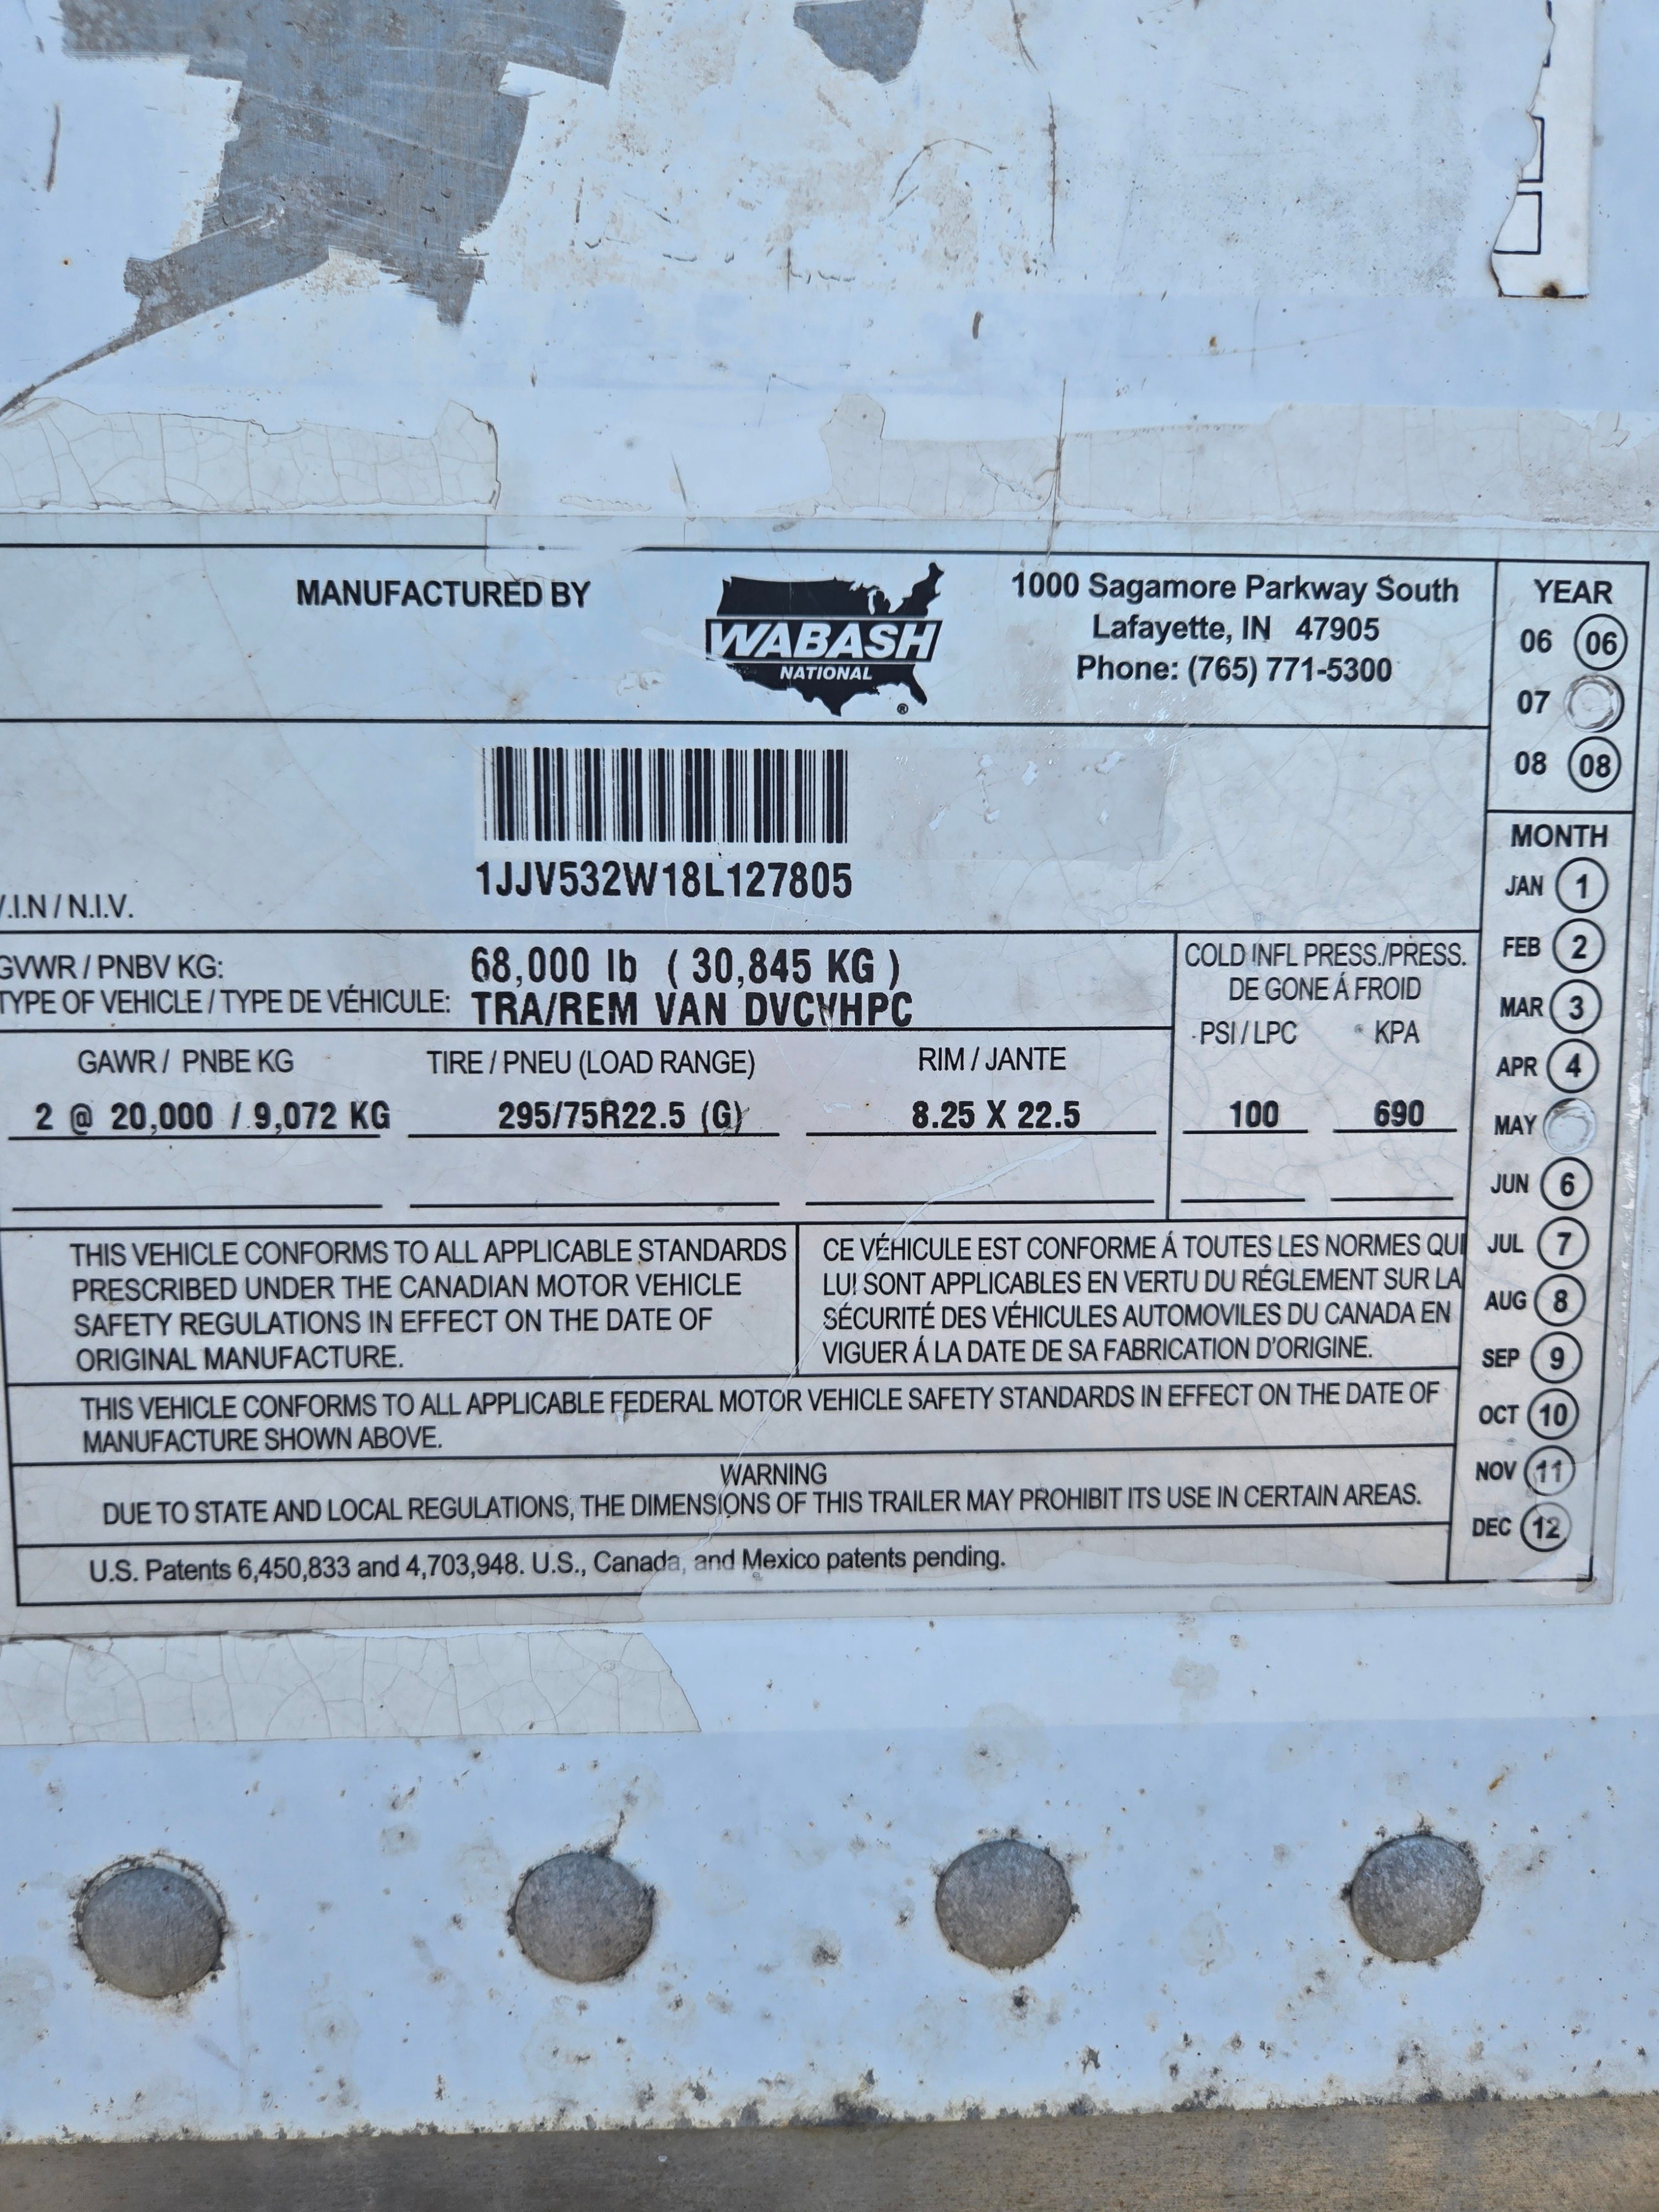 MANUFACTURED BY
WABASH
NATIONAL
®
1000 Sagamore Parkway South
Lafayette, IN 47905
Phone: (765) 771-5300
YEAR
06 06
07
08 08
MONTH
JAN 1
FEB 2
MAR 3
APR 4
MAY
JUN 6
JUL 7
AUG 8
SEP 9
OCT 10
NOV 11
DEC 12
1JJV532W18L127805
V.I.N / N.I.V.
GVWR / PNBV KG: 68,000 lb ( 30,845 KG )
TYPE OF VEHICLE / TYPE DE VÉHICULE: TRA/REM VAN DVCVHPC
COLD INFL PRESS./PRESS.
DE GONE Á FROID
PSI / LPC KPA
GAWR / PNBE KG TIRE / PNEU (LOAD RANGE) RIM / JANTE
2 @ 20,000 / 9,072 KG 295/75R22.5 (G) 8.25 X 22.5 100 690
THIS VEHICLE CONFORMS TO ALL APPLICABLE STANDARDS
PRESCRIBED UNDER THE CANADIAN MOTOR VEHICLE
SAFETY REGULATIONS IN EFFECT ON THE DATE OF
ORIGINAL MANUFACTURE.
CE VÉHICULE EST CONFORME Á TOUTES LES NORMES QUI
LUI SONT APPLICABLES EN VERTU DU RÉGLEMENT SUR LA
SÉCURITÉ DES VÉHICULES AUTOMOVILES DU CANADA EN
VIGUER Á LA DATE DE SA FABRICATION D'ORIGINE.
THIS VEHICLE CONFORMS TO ALL APPLICABLE FEDERAL MOTOR VEHICLE SAFETY STANDARDS IN EFFECT ON THE DATE OF
MANUFACTURE SHOWN ABOVE.
WARNING
DUE TO STATE AND LOCAL REGULATIONS, THE DIMENSIONS OF THIS TRAILER MAY PROHIBIT ITS USE IN CERTAIN AREAS.
U.S. Patents 6,450,833 and 4,703,948. U.S., Canada, and Mexico patents pending.